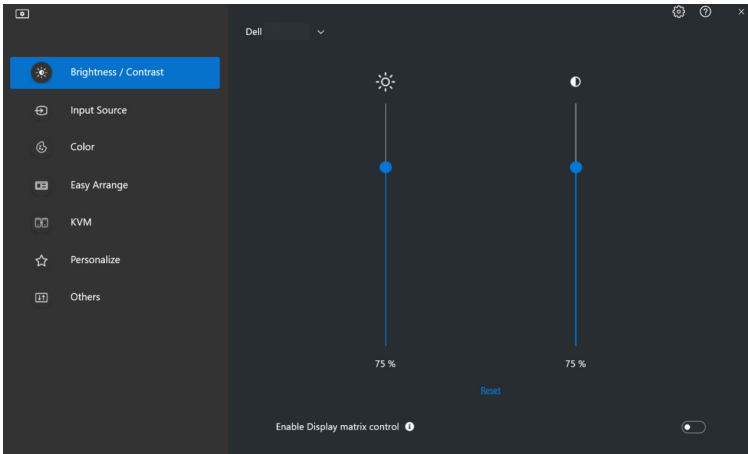 Dell
Brightness / Contrast
Input Source
Color
Easy Arrange
KVM
Personalize
Others
75 %
75 %
Reset
Enable Display matrix control